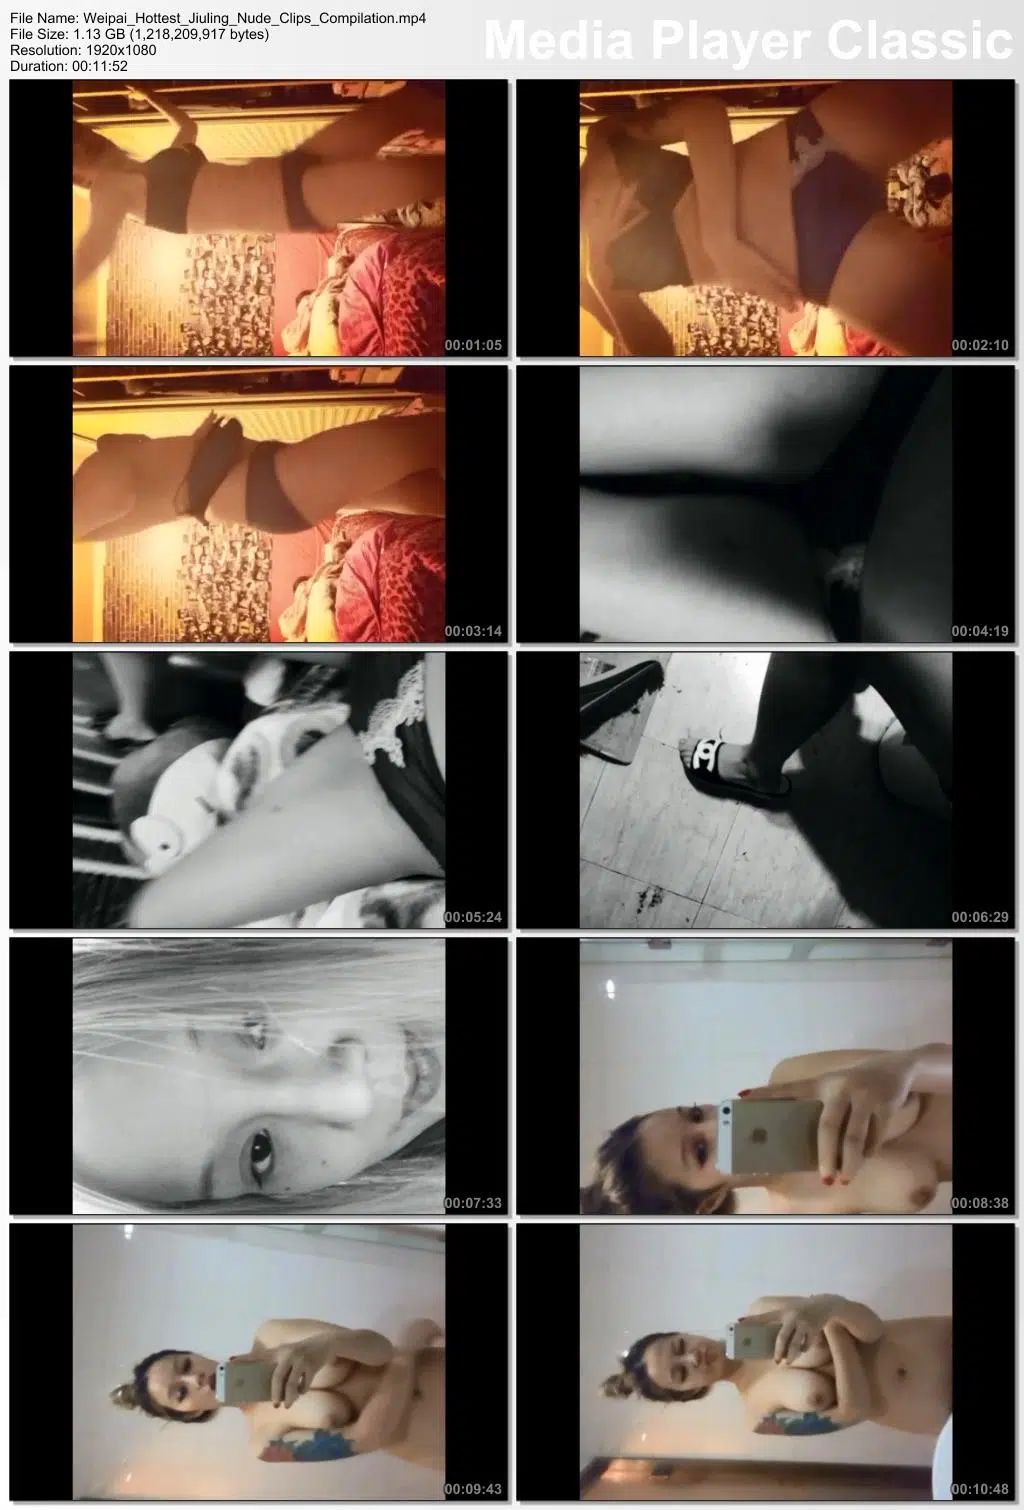 File Name: Weipai_Hottest_Jiuling_Nude_Clips_Compilation.mp4
File Size: 1.13 GB (1,218,209,917 bytes)
Resolution: 1920x1080
Duration: 00:11:52
Media Player Classic
00:01:05
00:02:10
00:03:14
00:04:19
00:05:24
00:06:29
00:07:33
00:08:38
00:09:43
00:10:48